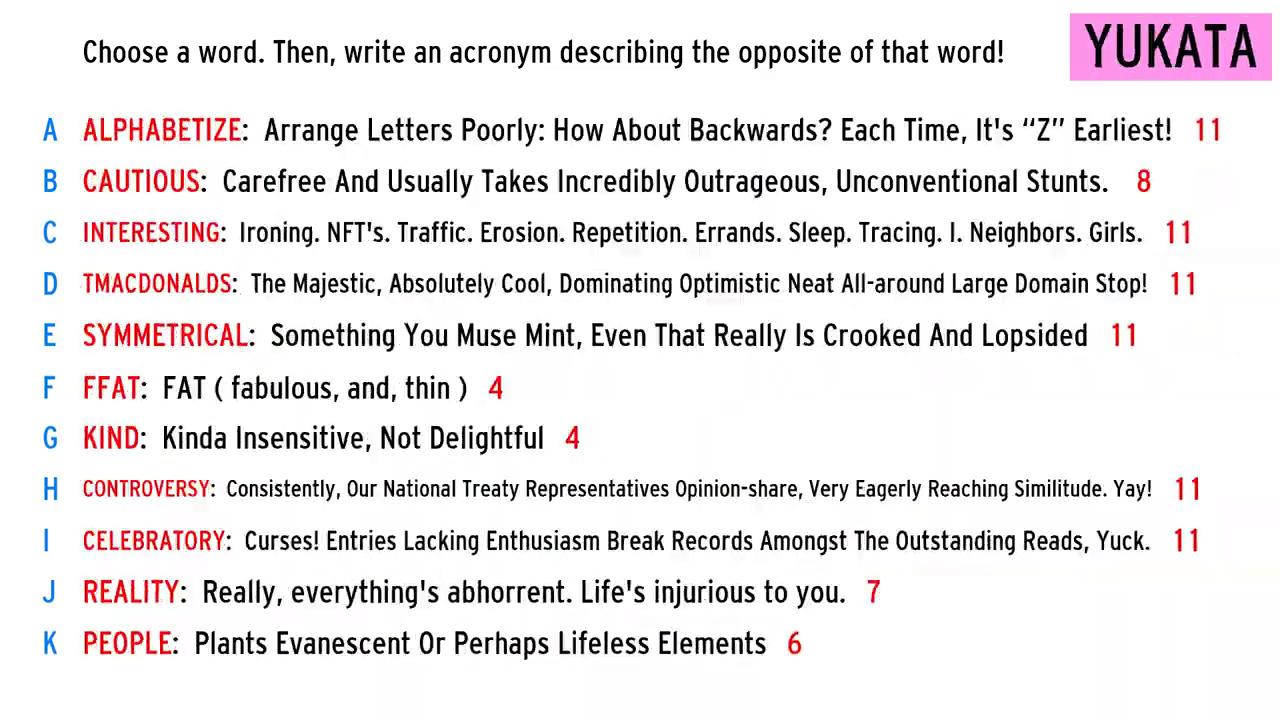 Choose a word. Then, write an acronym describing the opposite of that word!
YUKATA
A ALPHABETIZE: Arrange Letters Poorly: How About Backwards? Each Time, It's “Z” Earliest! 11
B CAUTIOUS: Carefree And Usually Takes Incredibly Outrageous, Unconventional Stunts. 8
C INTERESTING: Ironing. NFT's. Traffic. Erosion. Repetition. Errands. Sleep. Tracing. I. Neighbors. Girls. 11
D TMACDONALDS: The Majestic, Absolutely Cool, Dominating Optimistic Neat All-around Large Domain Stop! 11
E SYMMETRICAL: Something You Muse Mint, Even That Really Is Crooked And Lopsided 11
F FFAT: FAT ( fabulous, and, thin ) 4
G KIND: Kinda Insensitive, Not Delightful 4
H CONTROVERSY: Consistently, Our National Treaty Representatives Opinion-share, Very Eagerly Reaching Similitude. Yay! 11
I CELEBRATORY: Curses! Entries Lacking Enthusiasm Break Records Amongst The Outstanding Reads, Yuck. 11
J REALITY: Really, everything's abhorrent. Life's injurious to you. 7
K PEOPLE: Plants Evanescent Or Perhaps Lifeless Elements 6